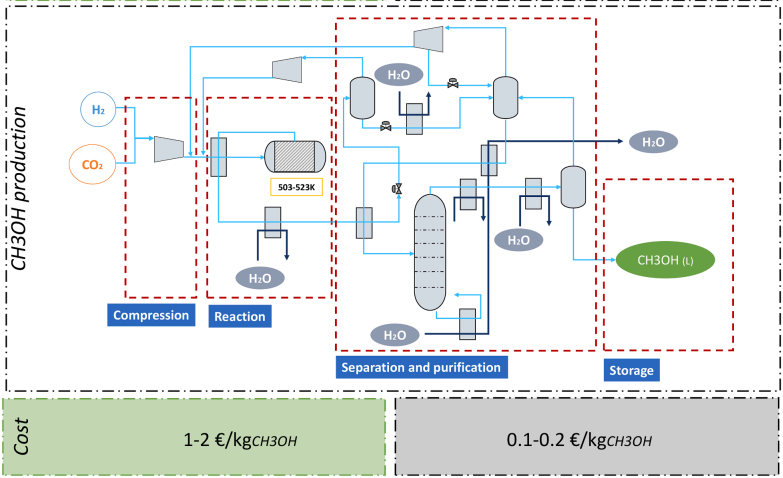 CH3OH production
H₂
CO₂
503-523K
H₂O
H₂O
H₂O
H₂O
H₂O
CH3OH (L)
Compression
Reaction
Separation and purification
Storage
Cost
1-2 €/kgCH3OH
0.1-0.2 €/kgCH3OH